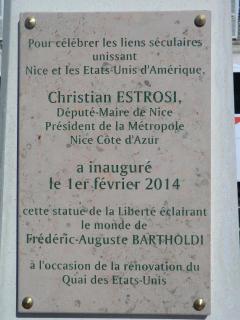 Pour célébrer les liens séculaires
unissant
Nice et les Etats-Unis d'Amérique,
Christian ESTROSI,
Député-Maire de Nice
Président de la Métropole
Nice Côte d'Azur
a inauguré
le 1er février 2014
cette statue de la Liberté éclairant
le monde de
Frédéric-Auguste BARTHOLDI
à l'occasion de la rénovation du
Quai des Etats-Unis